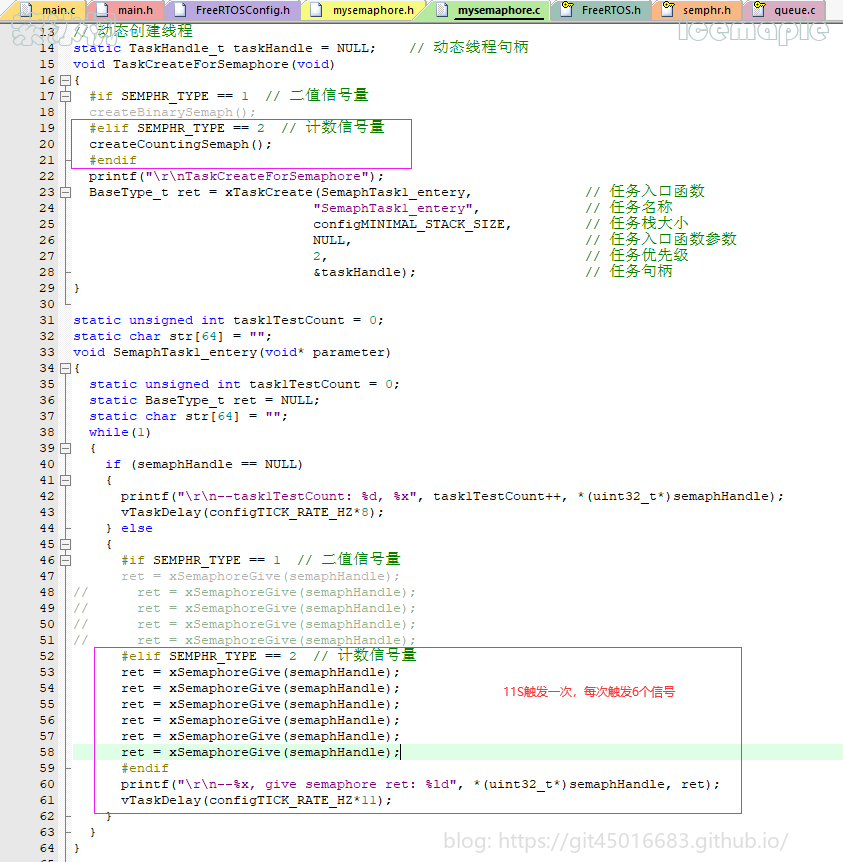 main.c main.h FreeRTOSConfig.h mysemaphore.h mysemaphore.c FreeRTOS.h semphr.h queue.c
icemaple
13 // 动态创建线程
14 static TaskHandle_t taskHandle = NULL; // 动态线程句柄
15 void TaskCreateForSemaphore(void)
16 {
17 #if SEMPHR_TYPE == 1 // 二值信号量
18 createBinarySemaph();
19 #elif SEMPHR_TYPE == 2 // 计数信号量
20 createCountingSemaph();
21 #endif
22 printf("\r\nTaskCreateForSemaphore");
23 BaseType_t ret = xTaskCreate(SemaphTask1_entery, // 任务入口函数
24 "SemaphTask1_entery", // 任务名称
25 configMINIMAL_STACK_SIZE, // 任务栈大小
26 NULL, // 任务入口函数参数
27 2, // 任务优先级
28 &taskHandle); // 任务句柄
29 }
30
31 static unsigned int task1TestCount = 0;
32 static char str[64] = "";
33 void SemaphTask1_entery(void* parameter)
34 {
35 static unsigned int task1TestCount = 0;
36 static BaseType_t ret = NULL;
37 static char str[64] = "";
38 while(1)
39 {
40 if (semaphHandle == NULL)
41 {
42 printf("\r\n--task1TestCount: %d, %x", task1TestCount++, *(uint32_t*)semaphHandle);
43 vTaskDelay(configTICK_RATE_HZ*8);
44 } else
45 {
46 #if SEMPHR_TYPE == 1 // 二值信号量
47 ret = xSemaphoreGive(semaphHandle);
48 // ret = xSemaphoreGive(semaphHandle);
49 // ret = xSemaphoreGive(semaphHandle);
50 // ret = xSemaphoreGive(semaphHandle);
51 // ret = xSemaphoreGive(semaphHandle);
52 #elif SEMPHR_TYPE == 2 // 计数信号量
53 ret = xSemaphoreGive(semaphHandle);
54 ret = xSemaphoreGive(semaphHandle); 11S触发一次，每次触发6个信号
55 ret = xSemaphoreGive(semaphHandle);
56 ret = xSemaphoreGive(semaphHandle);
57 ret = xSemaphoreGive(semaphHandle);
58 ret = xSemaphoreGive(semaphHandle);
59 #endif
60 printf("\r\n--%x, give semaphore ret: %ld", *(uint32_t*)semaphHandle, ret);
61 vTaskDelay(configTICK_RATE_HZ*11);
62 }
63 }
64 }
blog: https://git45016683.github.io/